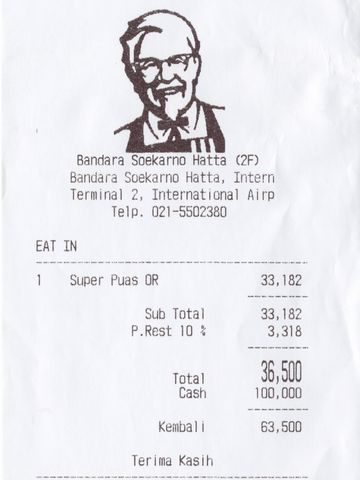 Bandara Soekarno Hatta (2F)
Bandara Soekarno Hatta, Intern
Terminal 2, International Airp
Telp. 021-5502380
EAT IN
1 Super Puas OR 33,182
Sub Total 33,182
P.Rest 10 % 3,318
Total 36,500
Cash 100,000
Kembali 63,500
Terima Kasih